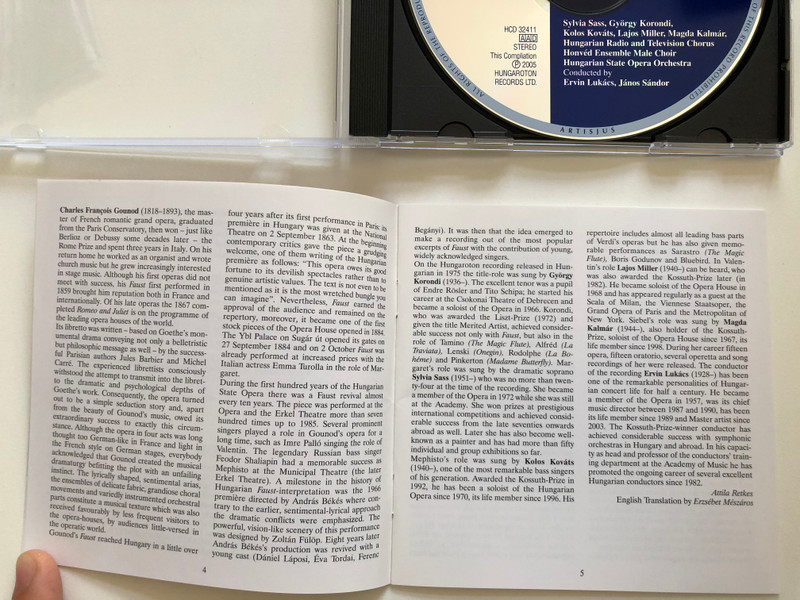 ALL RIGHTS OF THE
OF THIS RECORD PROHIBITED
HCD 32411
AAD
STEREO
This Compilation
Ⓟ 2005
HUNGAROTON
RECORDS LTD.
Sylvia Sass, György Korondi,
Kolos Kováts, Lajos Miller, Magda Kalmár,
Hungarian Radio and Television Chorus
Honvéd Ensemble Male Choir
Hungarian State Opera Orchestra
Conducted by
Ervin Lukács, János Sándor
ARTISJUS
Charles François Gounod (1818–1893), the mas-
ter of French romantic grand opera, graduated
from the Paris Conservatory, then won – just like
Berlioz or Debussy some decades later – the
Rome Prize and spent three years in Italy. On his
return home he worked as an organist and wrote
church music but he grew increasingly interested
in stage music. Although his first operas did not
meet with success, his Faust first performed in
1859 brought him reputation both in France and
internationally. Of his late operas the 1867 com-
pleted Romeo and Juliet is on the programme of
the leading opera houses of the world.
Its libretto was written – based on Goethe's mon-
umental drama conveying not only a belletristic
but philosophic message as well – by the success-
ful Parisian authors Jules Barbier and Michel
Carré. The experienced librettists consciously
withstood the attempt to transmit into the libret-
to the dramatic and psychological depths of
Goethe's work. Consequently, the opera turned
out to be a simple seduction story and, apart
from the beauty of Gounod's music, owed its
extraordinary success to exactly this circum-
stance. Although the opera in four acts was long
thought too German-like in France and light in
the French style on German stages, everybody
acknowledged that Gounod created the musical
dramaturgy befitting the plot with an unfailing
instinct. The lyrically shaped, sentimental arias,
the ensembles of delicate fabric, grandiose choral
movements and variedly instrumented orchestral
parts constitute a musical texture which was also
received favourably by less frequent visitors to
the opera-houses, by audiences little-versed in
the operatic world.
Gounod's Faust reached Hungary in a little over
four years after its first performance in Paris: its
première in Hungary was given at the National
Theatre on 2 September 1863. At the beginning
contemporary critics gave the piece a grudging
welcome, one of them writing of the Hungarian
première as follows: "This opera owes its good
fortune to its devilish spectacles rather than to
genuine artistic values. The text is not even to be
mentioned as it is the most wretched bungle you
can imagine". Nevertheless, Faust earned the
approval of the audience and remained on the
repertory, moreover, it became one of the first
stock pieces of the Opera House opened in 1884.
The Ybl Palace on Sugár út opened its gates on
27 September 1884 and on 2 October Faust was
already performed at increased prices with the
Italian actress Emma Turolla in the role of Mar-
garet.
During the first hundred years of the Hungarian
State Opera there was a Faust revival almost
every ten years. The piece was performed at the
Opera and the Erkel Theatre more than seven
hundred times up to 1985. Several prominent
singers played a role in Gounod's opera for a
long time, such as Imre Palló singing the role of
Valentin. The legendary Russian bass singer
Feodor Shaliapin had a memorable success as
Mephisto at the Municipal Theatre (the later
Erkel Theatre). A milestone in the history of
Hungarian Faust-interpretation was the 1966
première directed by András Békés where con-
trary to the earlier, sentimental-lyrical approach
the dramatic conflicts were emphasized. The
powerful, vision-like scenery of this performance
was designed by Zoltán Fülöp. Eight years later
András Békés's production was revived with a
young cast (Dániel Láposi, Éva Tordai, Ferenc
4
Begányi). It was then that the idea emerged to
make a recording out of the most popular
excerpts of Faust with the contribution of young,
widely acknowledged singers.
On the Hungaroton recording released in Hun-
garian in 1975 the title-role was sung by György
Korondi (1936–). The excellent tenor was a pupil
of Endre Rösler and Tito Schipa; he started his
career at the Csokonai Theatre of Debrecen and
became a soloist of the Opera in 1966. Korondi,
who was awarded the Liszt-Prize (1972) and
given the title Merited Artist, achieved consider-
able success not only with Faust, but also in the
role of Tamino (The Magic Flute), Alfréd (La
Traviata), Lenski (Onegin), Rodolphe (La Bo-
hème) and Pinkerton (Madame Butterfly). Mar-
garet's role was sung by the dramatic soprano
Sylvia Sass (1951–) who was no more than twen-
ty-four at the time of the recording. She became
a member of the Opera in 1972 while she was still
at the Academy. She won prizes at prestigious
international competitions and achieved consid-
erable success from the late seventies onwards
abroad as well. Later she has also become well-
known as a painter and has had more than fifty
individual and group exhibitions so far.
Mephisto's role was sung by Kolos Kováts
(1940–), one of the most remarkable bass singers
of his generation. Awarded the Kossuth-Prize in
1992, he has been a soloist of the Hungarian
Opera since 1970, its life member since 1996. His
repertoire includes almost all leading bass parts
of Verdi's operas but he has also given memo-
rable performances as Sarastro (The Magic
Flute), Boris Godunov and Bluebird. In Valen-
tin's role Lajos Miller (1940–) can be heard, who
was also awarded the Kossuth-Prize later (in
1982). He became soloist of the Opera House in
1968 and has appeared regularly as a guest at the
Scala of Milan, the Viennese Staatsoper, the
Grand Opera of Paris and the Metropolitan of
New York. Siebel's role was sung by Magda
Kalmár (1944–), also holder of the Kossuth-
Prize, soloist of the Opera House since 1967, its
life member since 1998. During her career fifteen
opera, fifteen oratorio, several operetta and song
recordings of her were released. The conductor
of the recording Ervin Lukács (1928–) has been
one of the remarkable personalities of Hungar-
ian concert life for half a century. He became
a member of the Opera in 1957, was its chief
music director between 1987 and 1990, has been
its life member since 1989 and Master artist since
2003. The Kossuth-Prize-winner conductor has
achieved considerable success with symphonic
orchestras in Hungary and abroad. In his capaci-
ty as head and professor of the conductors' train-
ing department at the Academy of Music he has
promoted the ongoing career of several excellent
Hungarian conductors since 1982.
Attila Retkes
English Translation by Erzsébet Mészáros
5